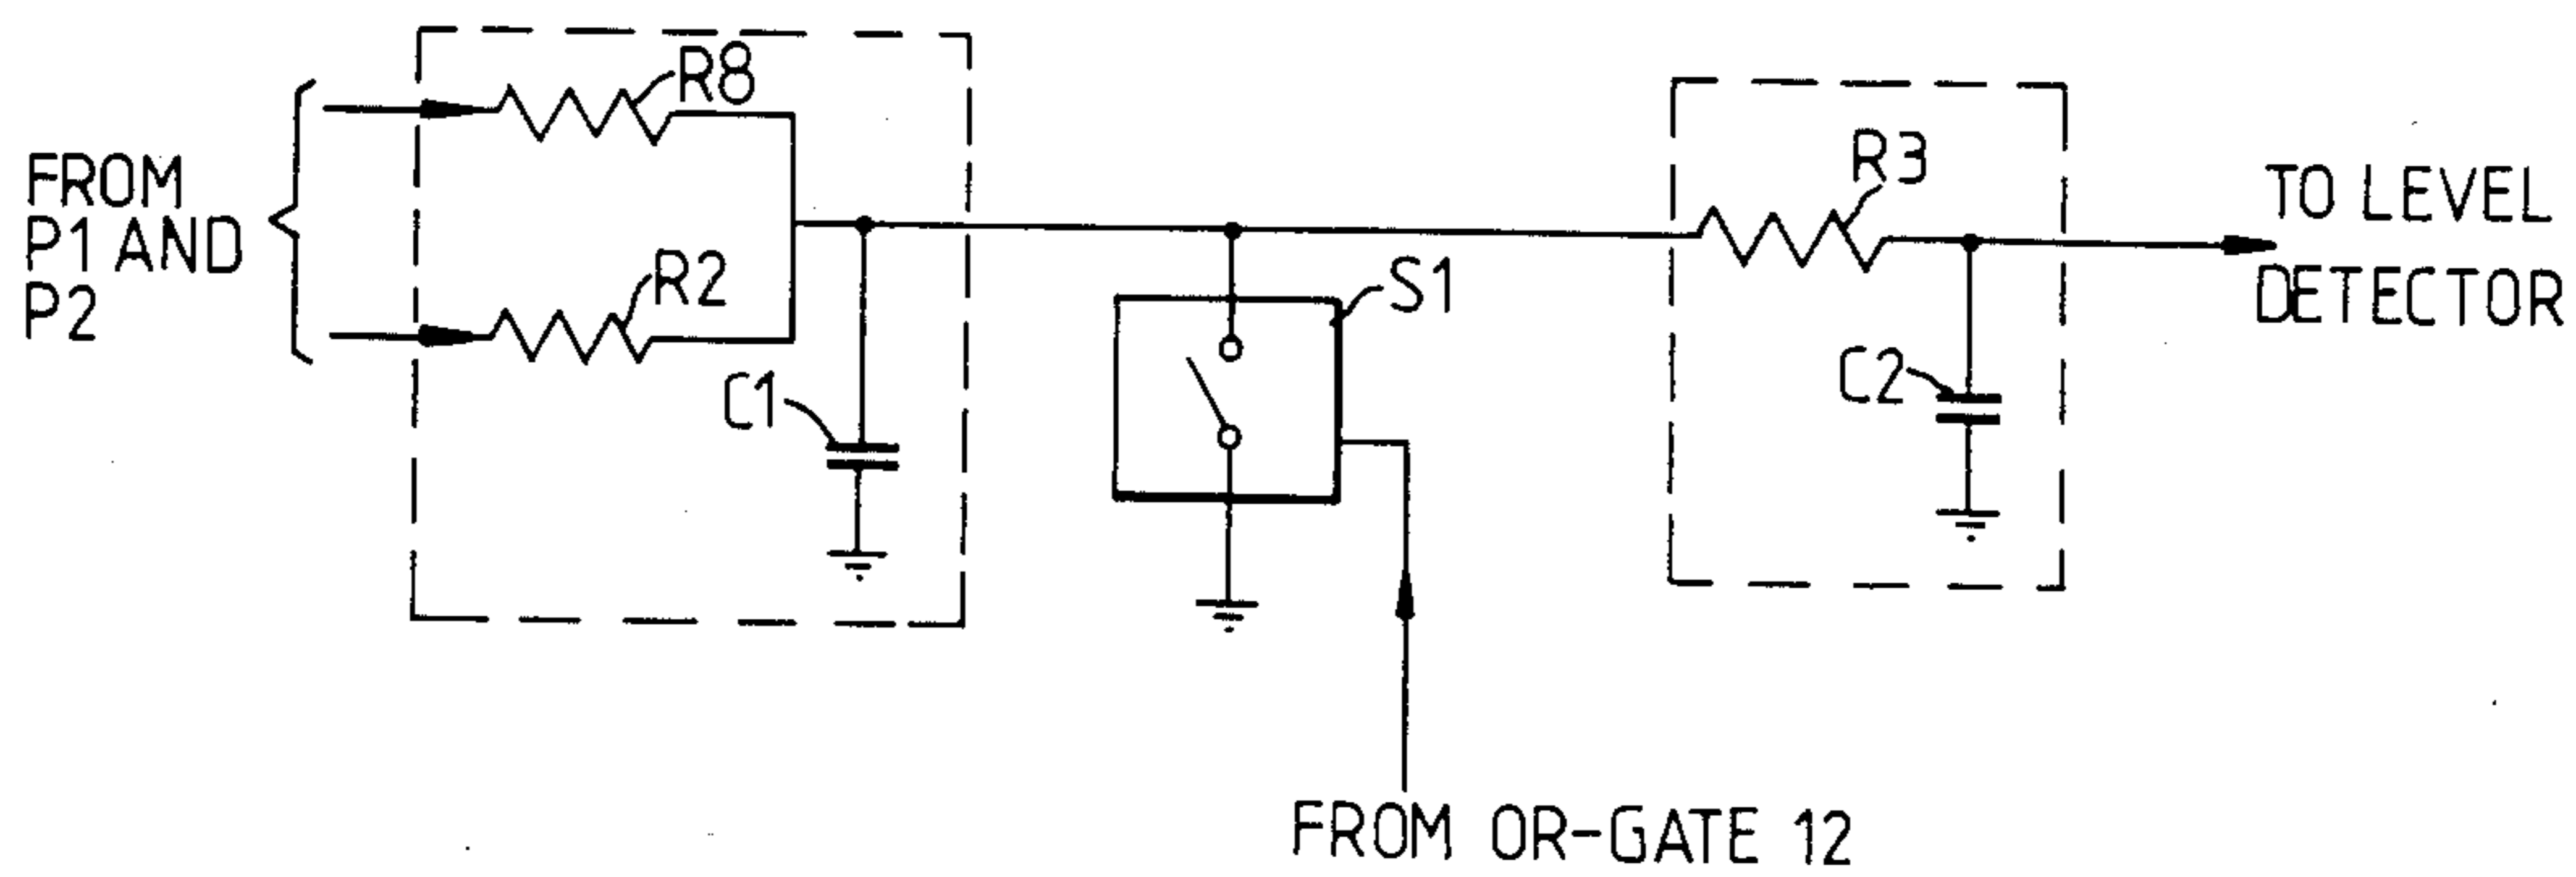 R8
FROM
P1 AND
P2
R2
C1
S1
R3
C2
TO LEVEL
DETECTOR
FROM OR-GATE 12